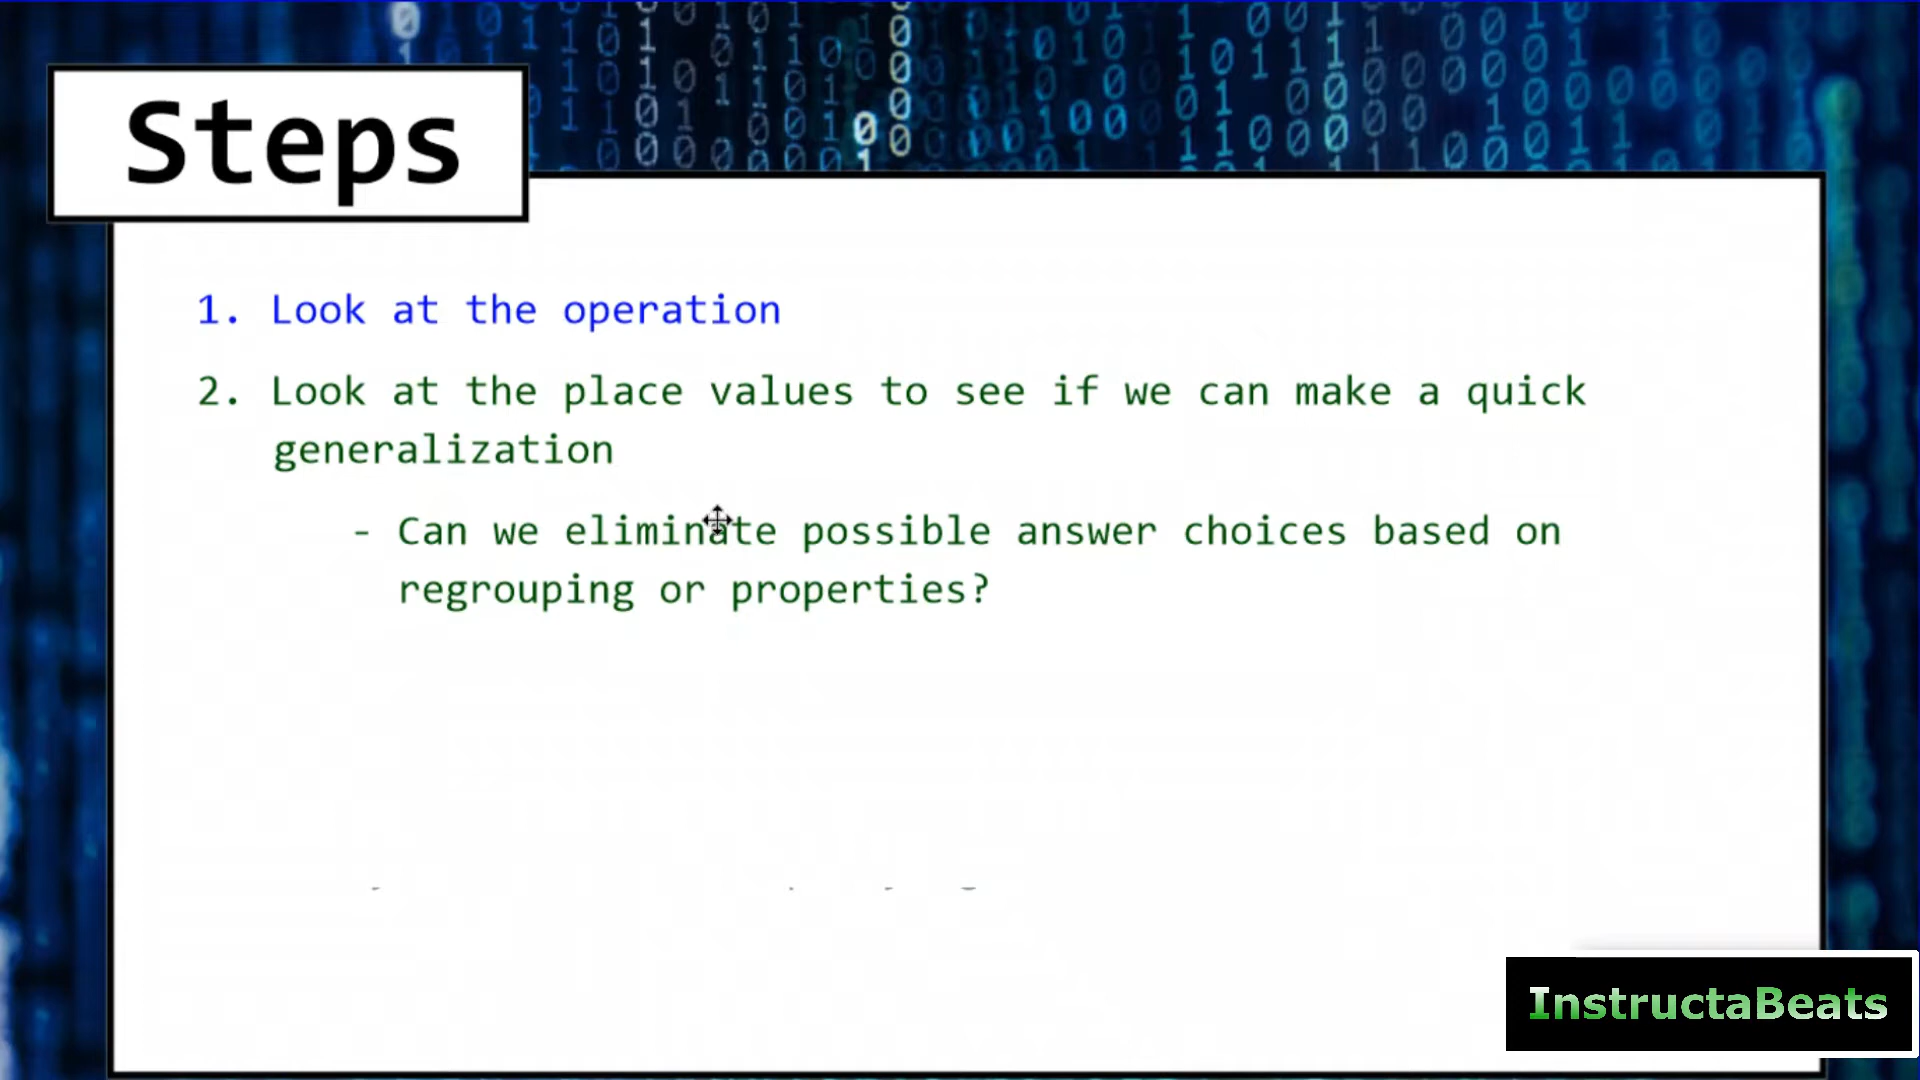 Steps
1. Look at the operation
2. Look at the place values to see if we can make a quick
generalization
- Can we eliminate possible answer choices based on
regrouping or properties?
InstructaBeats